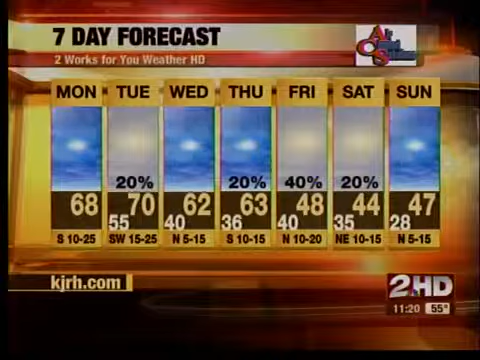 7 DAY FORECAST
2 Works for You Weather HD
MON TUE WED THU FRI SAT SUN
20% 20% 40% 20%
68 70 62 63 48 44 47
55 40 36 40 35 28
S 10-25 SW 15-25 N 5-15 S 10-15 N 10-20 NE 10-15 N 5-15
kjrh.com
2HD
11:20 55°